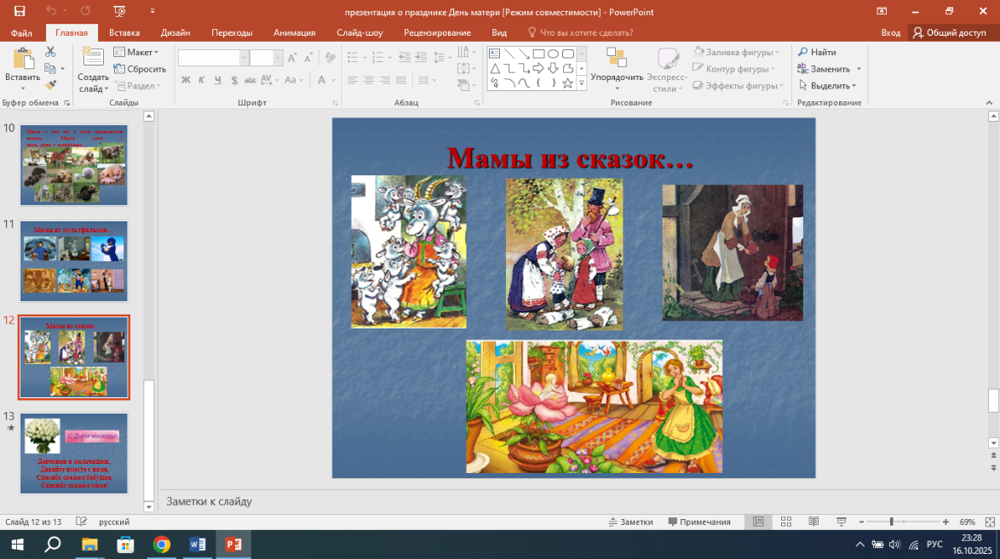 презентация о празднике День матери [Режим совместимости] - PowerPoint
Файл Главная Вставка Дизайн Переходы Анимация Слайд-шоу Рецензирование Вид Что вы хотите сделать? Вход Общий доступ
Вставить
Создать слайд
Макет
Сбросить
Раздел
Ж К Ч S abc AV Aa A
Упорядочить
Экспресс-стили
Заливка фигуры
Контур фигуры
Эффекты фигуры
Найти
Заменить
Выделить
Буфер обмена Слайды Шрифт Абзац Рисование Редактирование
10
11
Мамы из мультфильмов...
12
Мамы из сказок...
13
С Днём матери!
Девчонки и мальчишки,
Давайте вместе с нами,
Спасибо скажем бабушке,
Спасибо скажем маме!
Мамы из сказок...
Заметки к слайду
Слайд 12 из 13 русский Заметки Примечания 69%
РУС
23:28
16.10.2025